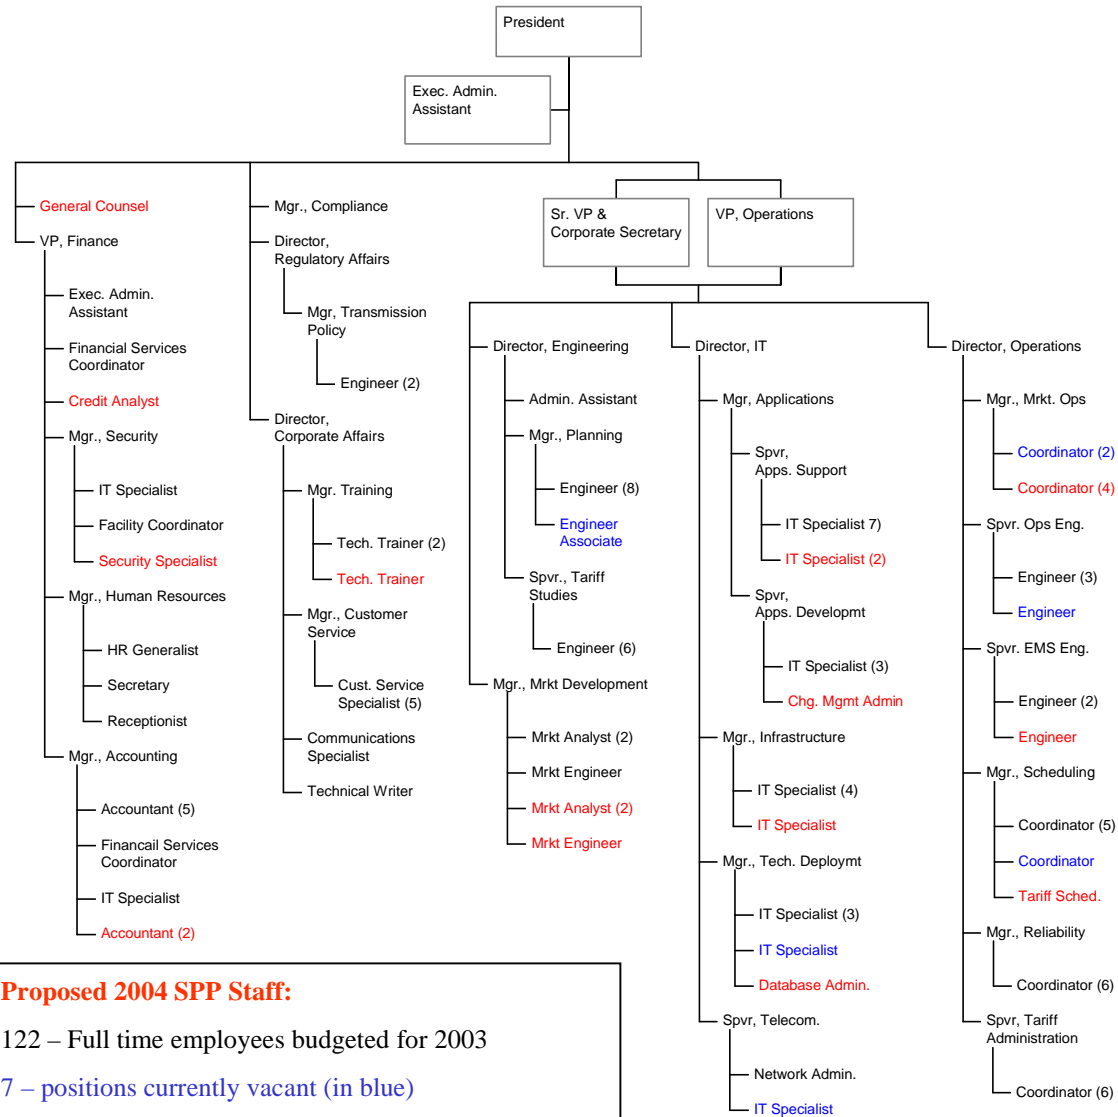 President
Exec. Admin.
Assistant
Sr. VP &
Corporate Secretary
VP, Operations
General Counsel
VP, Finance
Exec. Admin.
Assistant
Financial Services
Coordinator
Credit Analyst
Mgr., Security
IT Specialist
Facility Coordinator
Security Specialist
Mgr., Human Resources
HR Generalist
Secretary
Receptionist
Mgr., Accounting
Accountant (5)
Financail Services
Coordinator
IT Specialist
Accountant (2)
Mgr., Compliance
Director,
Regulatory Affairs
Mgr, Transmission
Policy
Engineer (2)
Director,
Corporate Affairs
Mgr. Training
Tech. Trainer (2)
Tech. Trainer
Mgr., Customer
Service
Cust. Service
Specialist (5)
Communications
Specialist
Technical Writer
Director, Engineering
Admin. Assistant
Mgr., Planning
Engineer (8)
Engineer
Associate
Spvr., Tariff
Studies
Engineer (6)
Mgr., Mrkt Development
Mrkt Analyst (2)
Mrkt Engineer
Mrkt Analyst (2)
Mrkt Engineer
Director, IT
Mgr, Applications
Spvr,
Apps. Support
IT Specialist 7)
IT Specialist (2)
Spvr,
Apps. Developmt
IT Specialist (3)
Chg. Mgmt Admin
Mgr., Infrastructure
IT Specialist (4)
IT Specialist
Mgr., Tech. Deploymt
IT Specialist (3)
IT Specialist
Database Admin.
Spvr, Telecom.
Network Admin.
IT Specialist
Director, Operations
Mgr., Mrkt. Ops
Coordinator (2)
Coordinator (4)
Spvr. Ops Eng.
Engineer (3)
Engineer
Spvr. EMS Eng.
Engineer (2)
Engineer
Mgr., Scheduling
Coordinator (5)
Coordinator
Tariff Sched.
Mgr., Reliability
Coordinator (6)
Spvr, Tariff
Administration
Coordinator (6)
Proposed 2004 SPP Staff:
122 – Full time employees budgeted for 2003
7 – positions currently vacant (in blue)